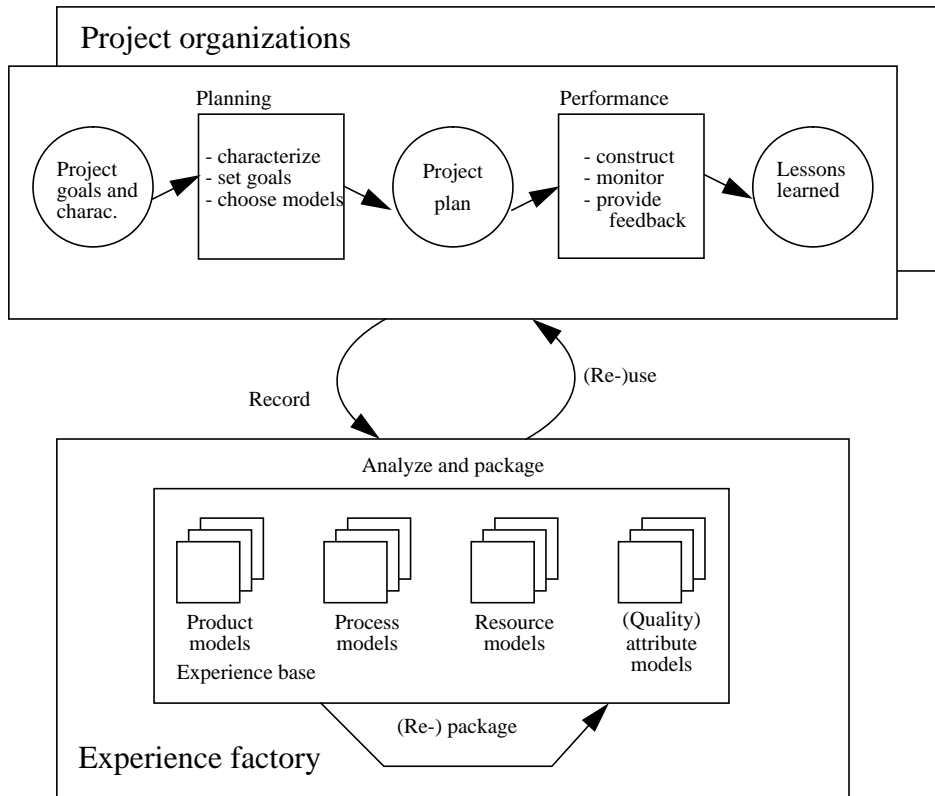 Project organizations
Planning
Performance
Project
goals and
charac.
- characterize
- set goals
- choose models
Project
plan
- construct
- monitor
- provide
feedback
Lessons
learned
Record
(Re-)use
Analyze and package
Product
models
Process
models
Resource
models
(Quality)
attribute
models
Experience base
(Re-) package
Experience factory